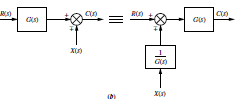 R(s) G(s) + C(s) R(s) + G(s) C(s)
+ +
X(s) 1
G(s)
X(s)
(b)